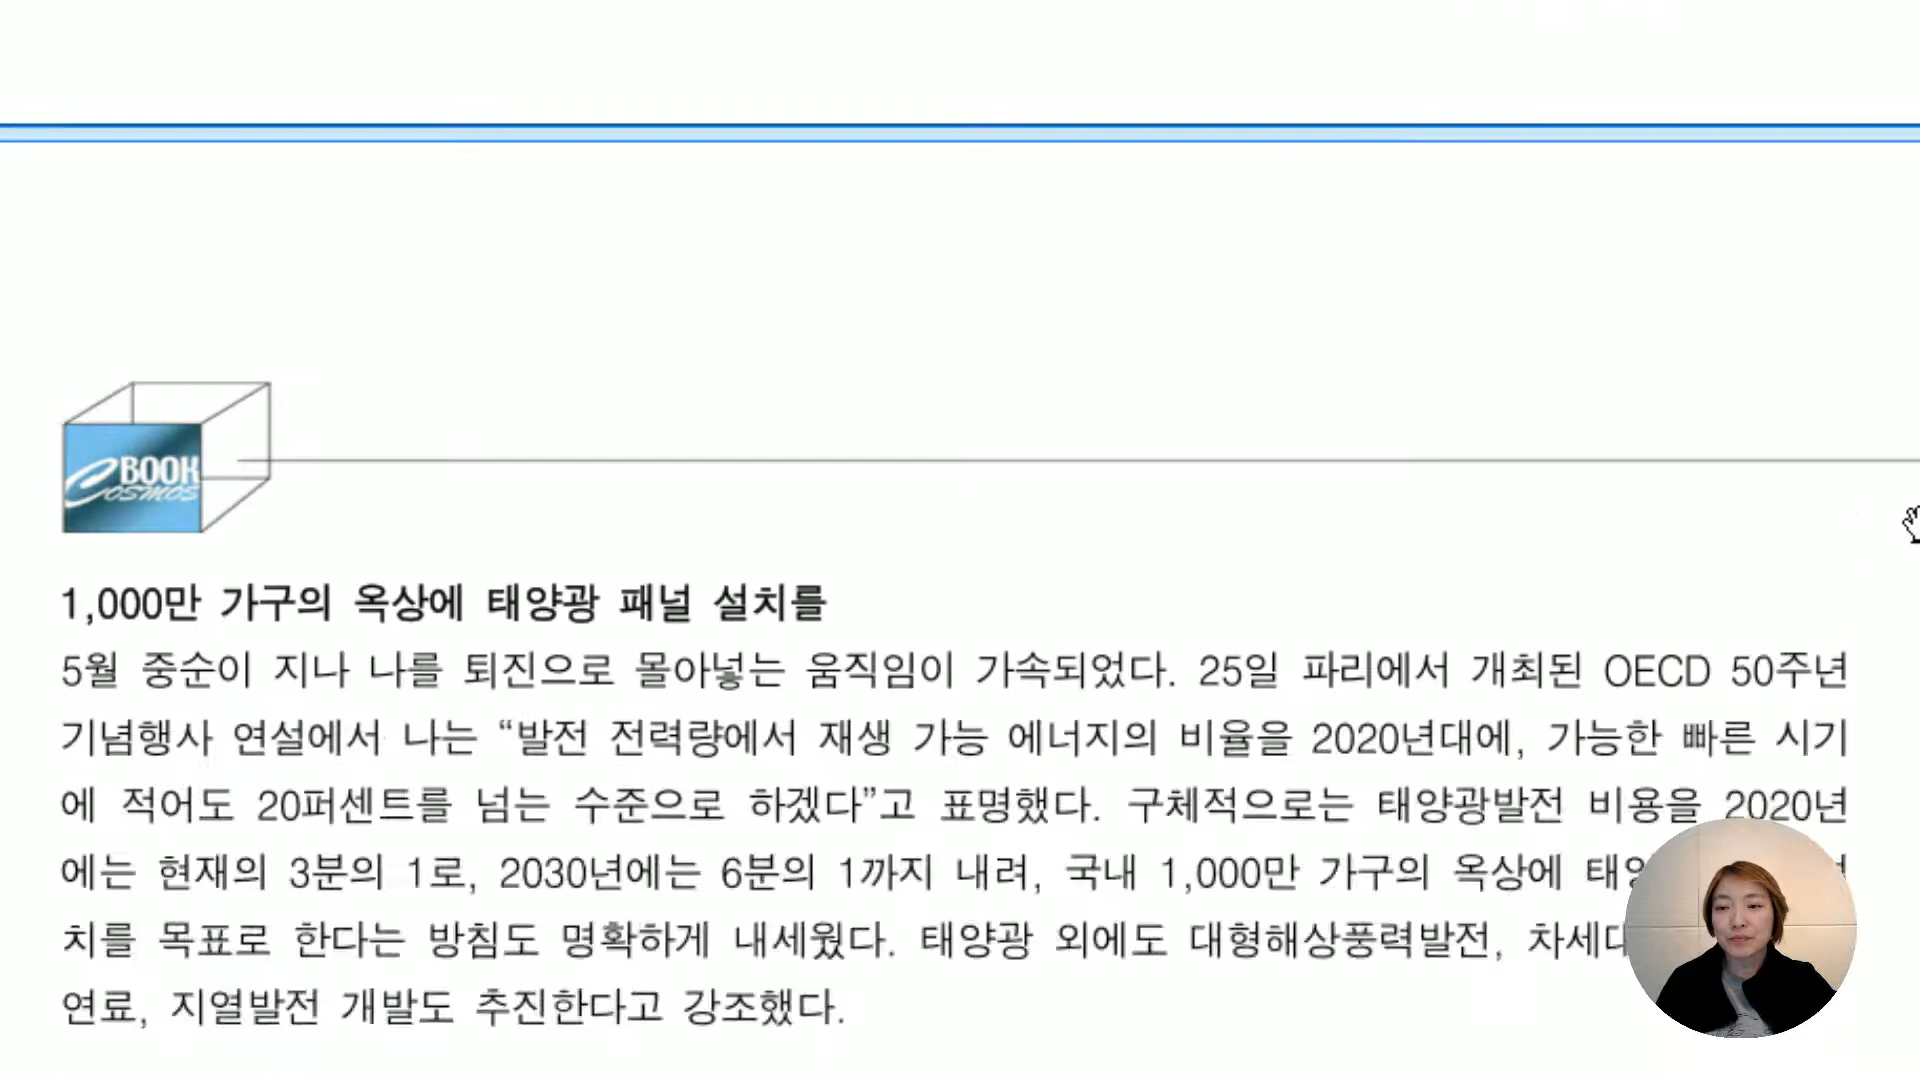 BOOK
COSMOS
1,000만 가구의 옥상에 태양광 패널 설치를
5월 중순이 지나 나를 퇴진으로 몰아넣는 움직임이 가속되었다. 25일 파리에서 개최된 OECD 50주년
기념행사 연설에서 나는 “발전 전력량에서 재생 가능 에너지의 비율을 2020년대에, 가능한 빠른 시기
에 적어도 20퍼센트를 넘는 수준으로 하겠다”고 표명했다. 구체적으로는 태양광발전 비용을 2020년
에는 현재의 3분의 1로, 2030년에는 6분의 1까지 내려, 국내 1,000만 가구의 옥상에
치를 목표로 한다는 방침도 명확하게 내세웠다. 태양광 외에도 대형해상풍력발전,
연료, 지열발전 개발도 추진한다고 강조했다.